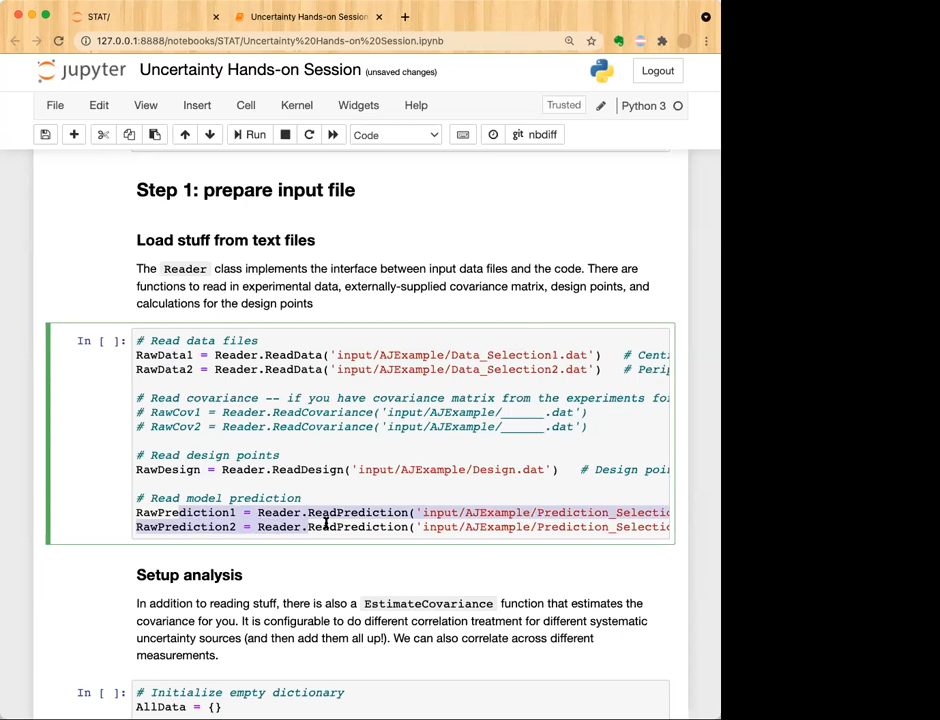 STAT/
Uncertainty Hands-on Session
127.0.0.1:8888/notebooks/STAT/Uncertainty%20Hands-on%20Session.ipynb
jupyter Uncertainty Hands-on Session (unsaved changes)
Logout
File Edit View Insert Cell Kernel Widgets Help
Trusted
Python 3
Run
Code
git nbdiff
Step 1: prepare input file
Load stuff from text files
The Reader class implements the interface between input data files and the code. There are
functions to read in experimental data, externally-supplied covariance matrix, design points, and
calculations for the design points
In [ ]: # Read data files
RawData1 = Reader.ReadData('input/AJExample/Data_Selection1.dat') # Cent
RawData2 = Reader.ReadData('input/AJExample/Data_Selection2.dat') # Perip
# Read covariance -- if you have covariance matrix from the experiments fo
# RawCov1 = Reader.ReadCovariance('input/AJExample/______.dat')
# RawCov2 = Reader.ReadCovariance('input/AJExample/______.dat')
# Read design points
RawDesign = Reader.ReadDesign('input/AJExample/Design.dat') # Design poi
# Read model prediction
RawPrediction1 = Reader.ReadPrediction('input/AJExample/Prediction_Selectio
RawPrediction2 = Reader.ReadPrediction('input/AJExample/Prediction_Selectio
Setup analysis
In addition to reading stuff, there is also a EstimateCovariance function that estimates the
covariance for you. It is configurable to do different correlation treatment for different systematic
uncertainty sources (and then add them all up!). We can also correlate across different
measurements.
In [ ]: # Initialize empty dictionary
AllData = {}